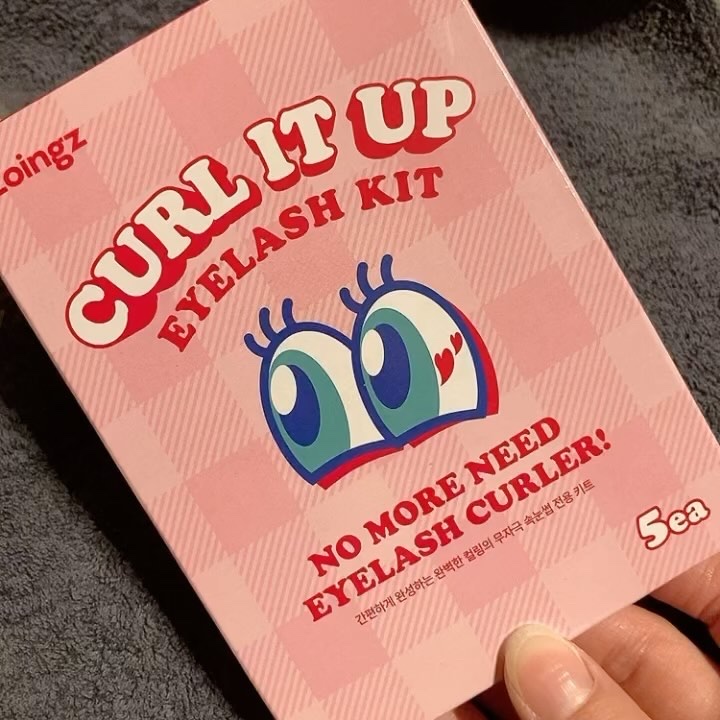 oingz
CURL IT UP
EYELASH KIT
NO MORE NEED
EYELASH CURLER!
간편하게 완성하는 완벽한 컬링의 무자극 속눈썹 전용 키트
5ea